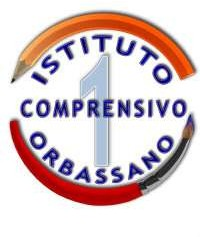 ISTITUTO
1
COMPRENSIVO
ORBASSANO